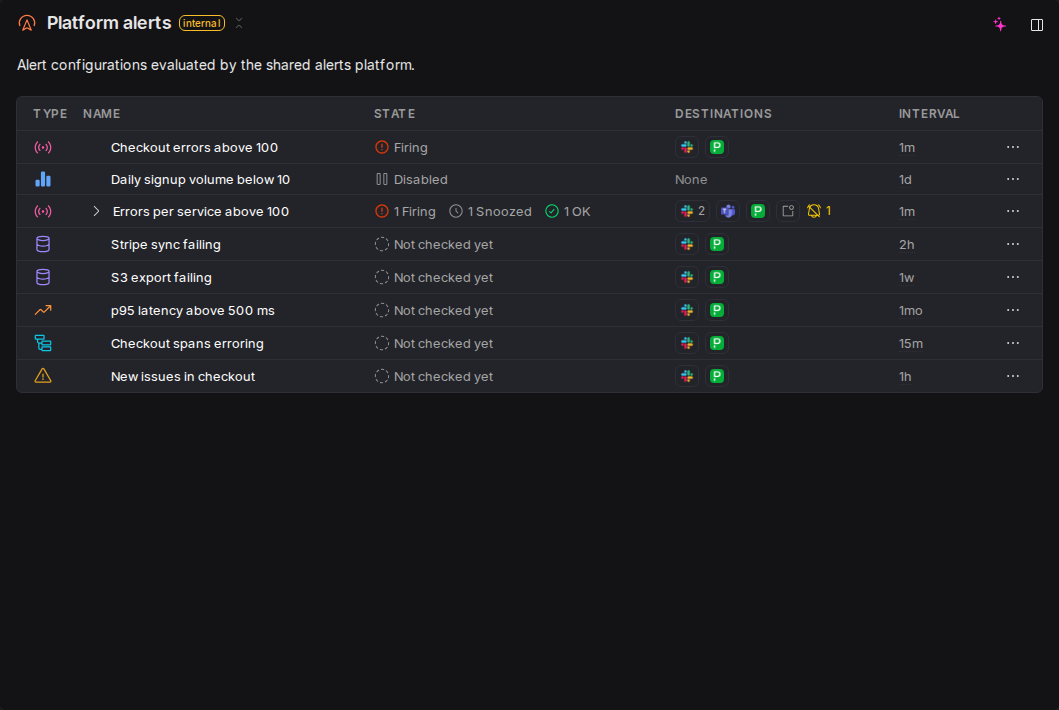 Platform alerts internal
Alert configurations evaluated by the shared alerts platform.
TYPE NAME STATE DESTINATIONS INTERVAL
Checkout errors above 100 Firing 1m
Daily signup volume below 10 Disabled None 1d
Errors per service above 100 1 Firing 1 Snoozed 1 OK 2 1 1m
Stripe sync failing Not checked yet 2h
S3 export failing Not checked yet 1w
p95 latency above 500 ms Not checked yet 1mo
Checkout spans erroring Not checked yet 15m
New issues in checkout Not checked yet 1h